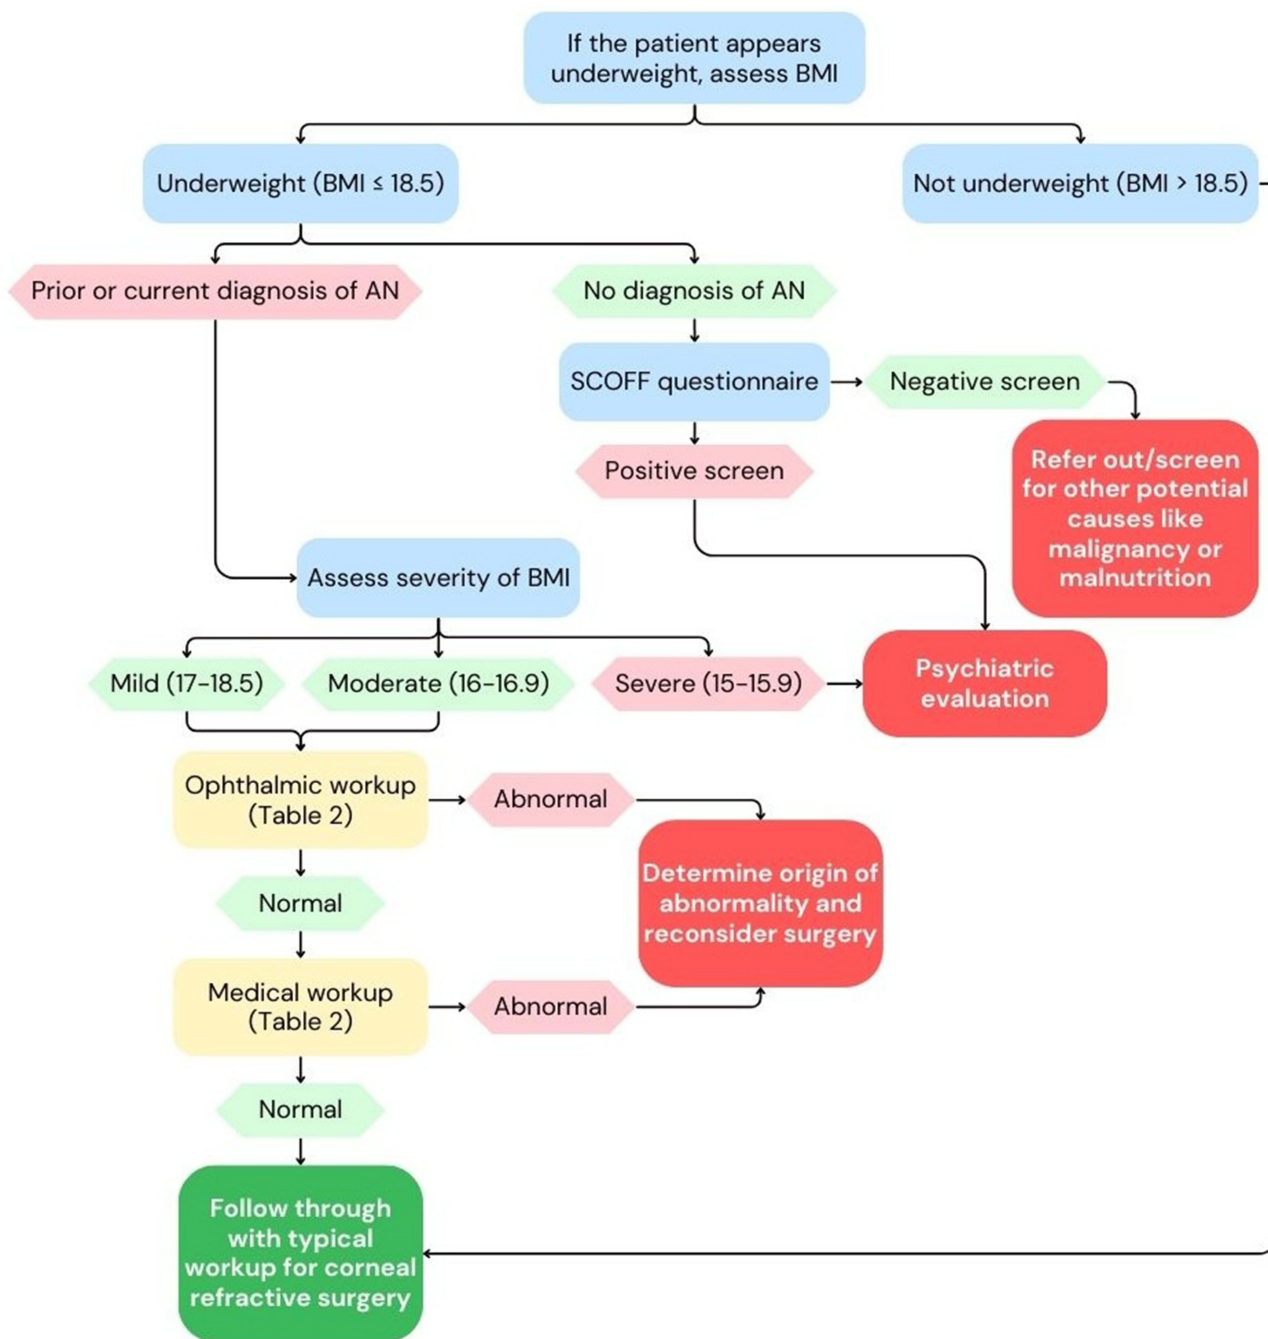 If the patient appears
underweight, assess BMI
Underweight (BMI ≤ 18.5)
Not underweight (BMI > 18.5)
Prior or current diagnosis of AN
No diagnosis of AN
SCOFF questionnaire
Negative screen
Positive screen
Refer out/screen
for other potential
causes like
malignancy or
malnutrition
Assess severity of BMI
Mild (17-18.5)
Moderate (16-16.9)
Severe (15-15.9)
Psychiatric
evaluation
Ophthalmic workup
(Table 2)
Abnormal
Determine origin of
abnormality and
reconsider surgery
Normal
Medical workup
(Table 2)
Abnormal
Normal
Follow through
with typical
workup for corneal
refractive surgery